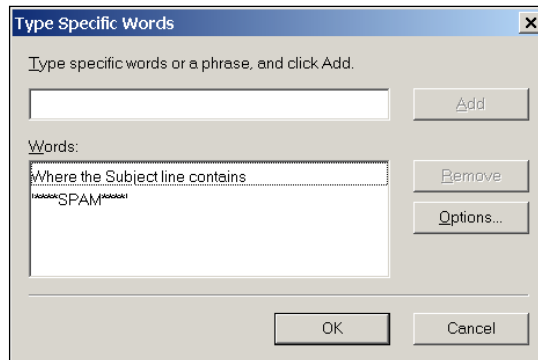 Type Specific Words
Type specific words or a phrase, and click Add.
Add
Words:
Where the Subject line contains
'*****SPAM*****'
Remove
Options...
OK
Cancel